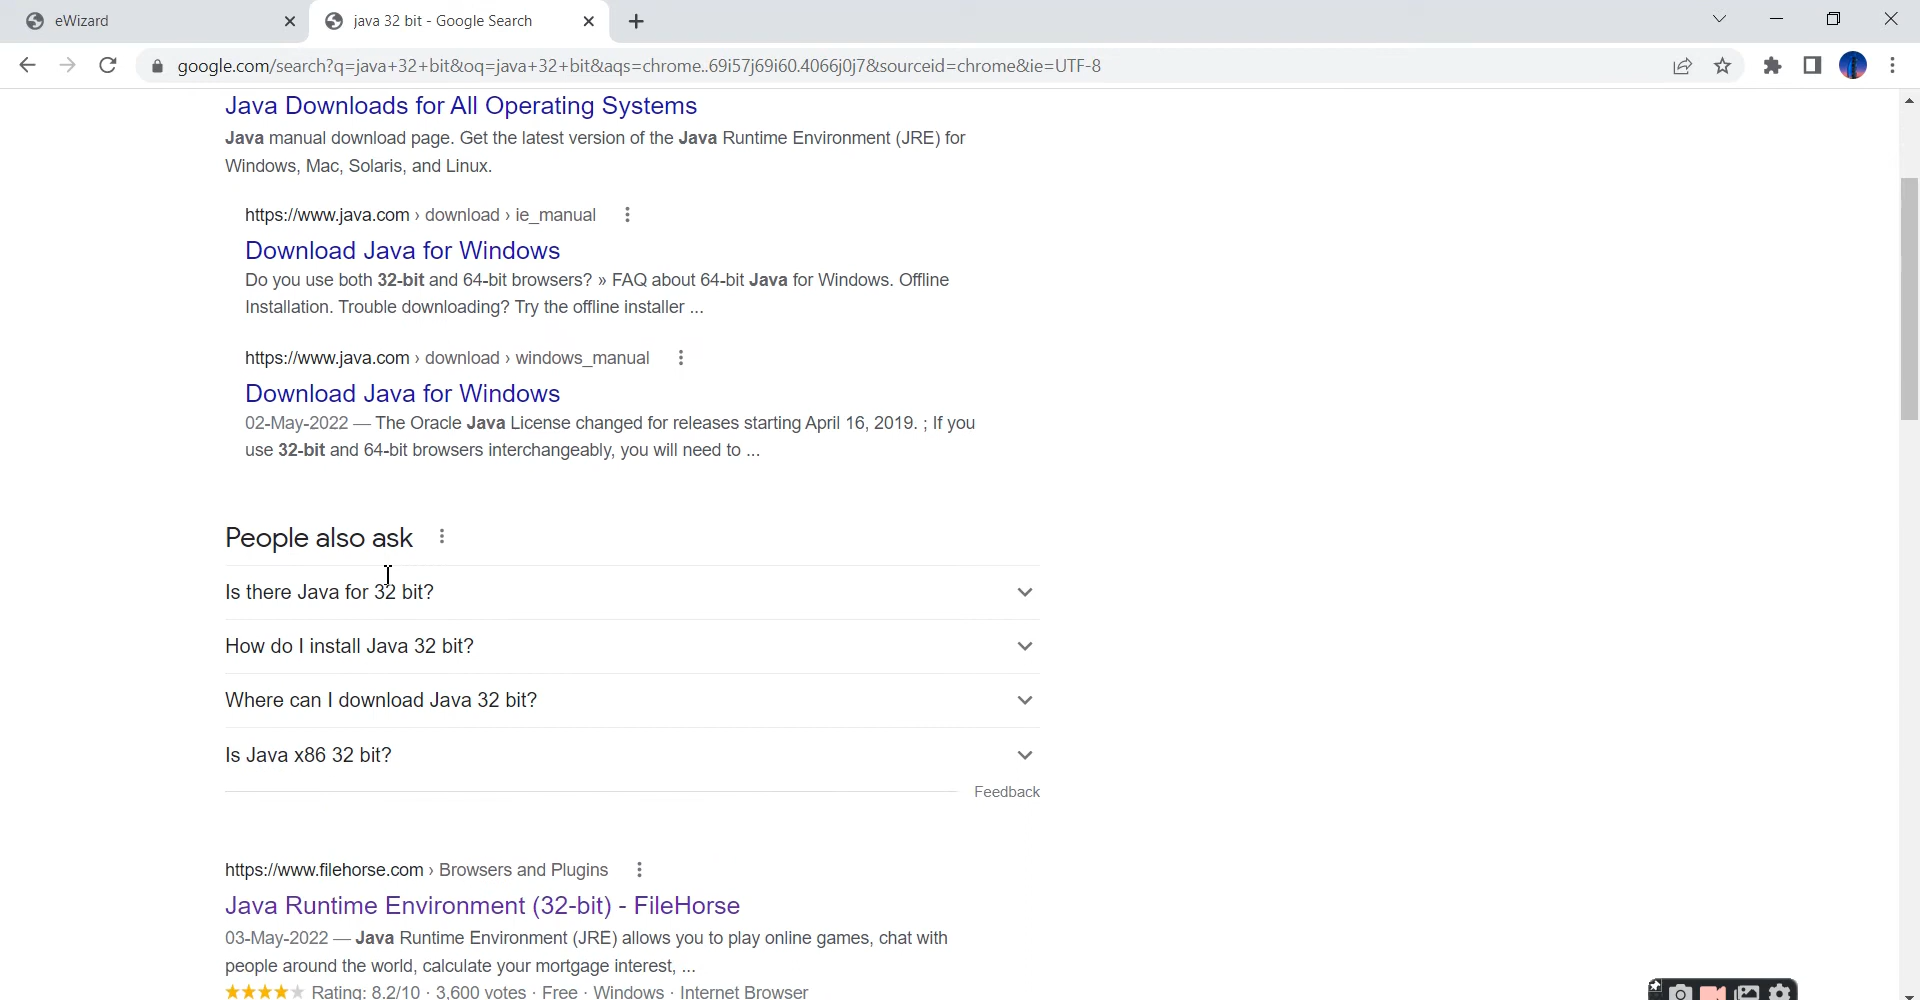 eWizard
java 32 bit - Google Search
google.com/search?q=java+32+bit&oq=java+32+bit&aqs=chrome..69i57j69i60.4066j0j7&sourceid=chrome&ie=UTF-8
Java Downloads for All Operating Systems
Java manual download page. Get the latest version of the Java Runtime Environment (JRE) for
Windows, Mac, Solaris, and Linux.
https://www.java.com › download › ie_manual
Download Java for Windows
Do you use both 32-bit and 64-bit browsers? » FAQ about 64-bit Java for Windows. Offline
Installation. Trouble downloading? Try the offline installer ...
https://www.java.com › download › windows_manual
Download Java for Windows
02-May-2022 — The Oracle Java License changed for releases starting April 16, 2019. ; If you
use 32-bit and 64-bit browsers interchangeably, you will need to ...
People also ask
Is there Java for 32 bit?
How do I install Java 32 bit?
Where can I download Java 32 bit?
Is Java x86 32 bit?
Feedback
https://www.filehorse.com › Browsers and Plugins
Java Runtime Environment (32-bit) - FileHorse
03-May-2022 — Java Runtime Environment (JRE) allows you to play online games, chat with
people around the world, calculate your mortgage interest, ...
Rating: 8.2/10 · 3,600 votes · Free · Windows · Internet Browser